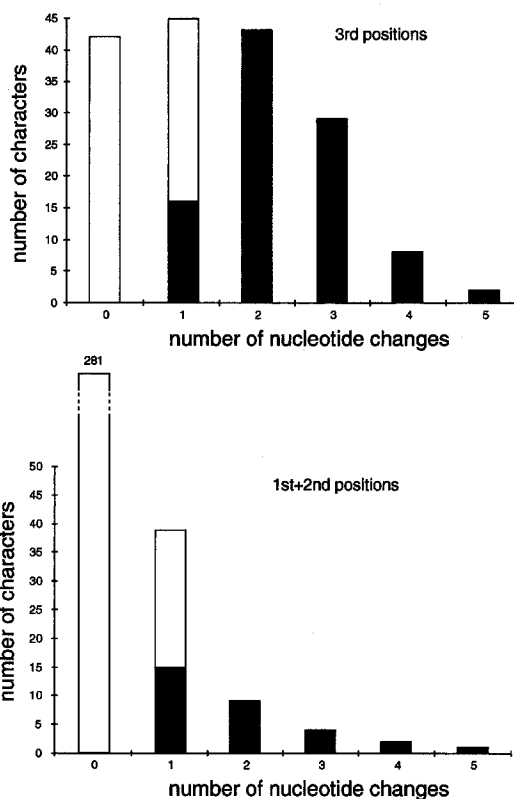 3rd positions
number of characters
45
40
35
30
25
20
15
10
5
0
0 1 2 3 4 5
number of nucleotide changes
281
1st+2nd positions
number of characters
50
45
40
35
30
25
20
15
10
5
0
0 1 2 3 4 5
number of nucleotide changes